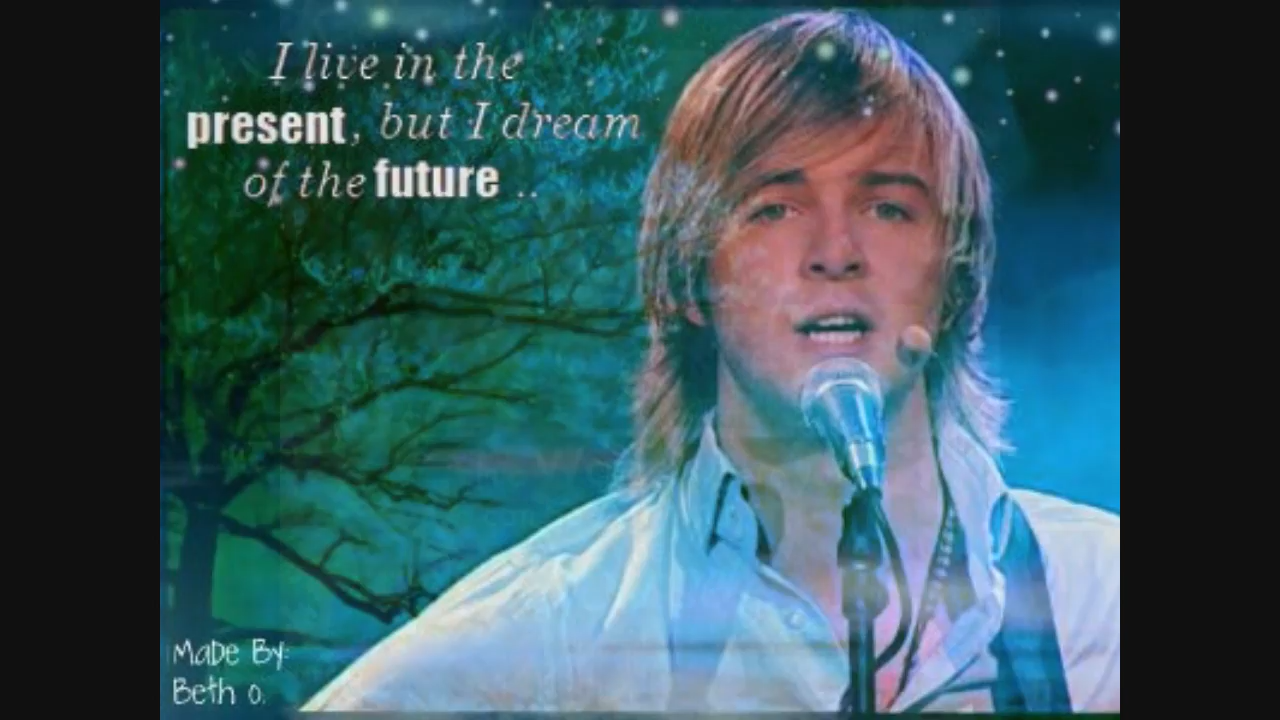 I live in the
present, but I dream
of the future ..
Made By:
Beth o.